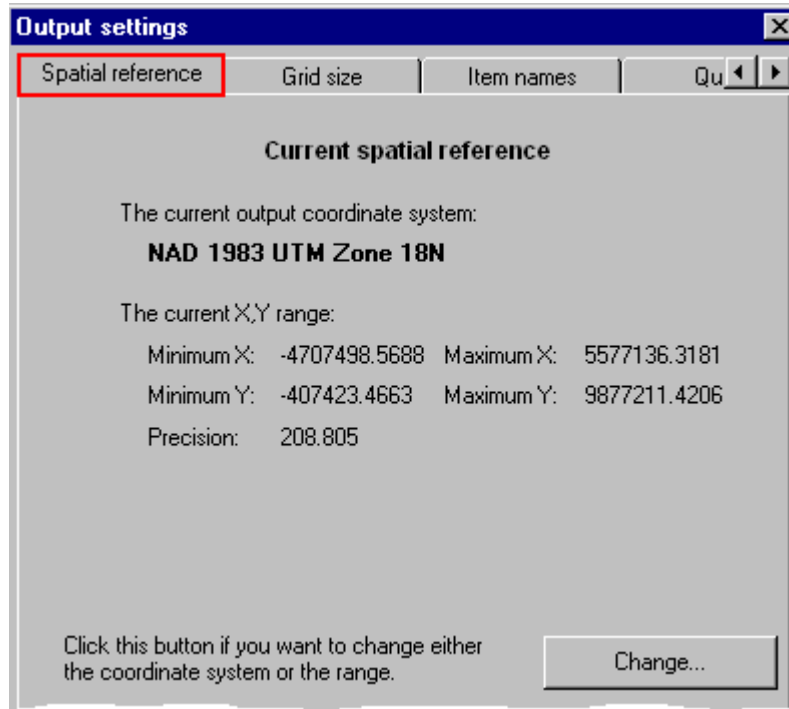 Output settings
Spatial reference Grid size Item names Qu
Current spatial reference
The current output coordinate system:
NAD 1983 UTM Zone 18N
The current X,Y range:
Minimum X: -4707498.5688 Maximum X: 5577136.3181
Minimum Y: -407423.4663 Maximum Y: 9877211.4206
Precision: 208.805
Click this button if you want to change either
the coordinate system or the range.
Change...